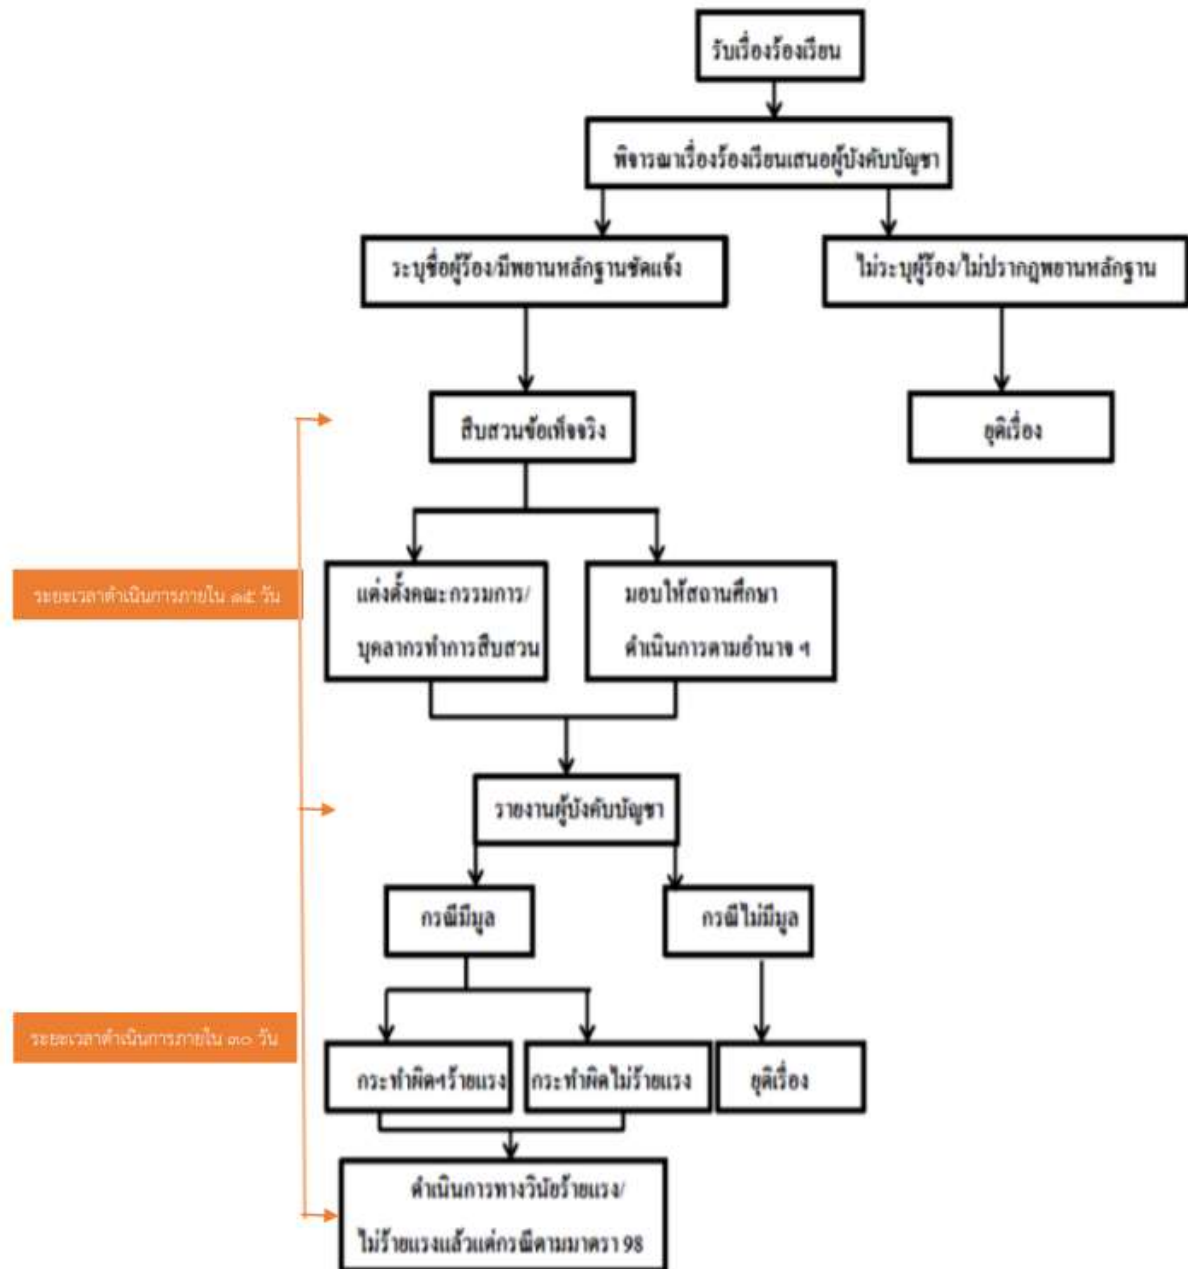 รับเรื่องร้องเรียน
พิจารณาเรื่องร้องเรียนเสนอผู้บังคับบัญชา
ระบุชื่อผู้ร้อง/มีพยานหลักฐานชัดแจ้ง
ไม่ระบุผู้ร้อง/ไม่ปรากฎพยานหลักฐาน
สืบสวนข้อเท็จจริง
ยุติเรื่อง
ระยะเวลาดำเนินการภายใน ๑๕ วัน
แต่งตั้งคณะกรรมการ/
บุคลากรทำการสืบสวน
มอบให้สถานศึกษา
ดำเนินการตามอำนาจ ฯ
รายงานผู้บังคับบัญชา
กรณีมีมูล
กรณีไม่มีมูล
ระยะเวลาดำเนินการภายใน ๓๐ วัน
กระทำผิดฯร้ายแรง
กระทำผิดไม่ร้ายแรง
ยุติเรื่อง
ดำเนินการทางวินัยร้ายแรง/
ไม่ร้ายแรงแล้วแต่กรณีตามมาตรา 98